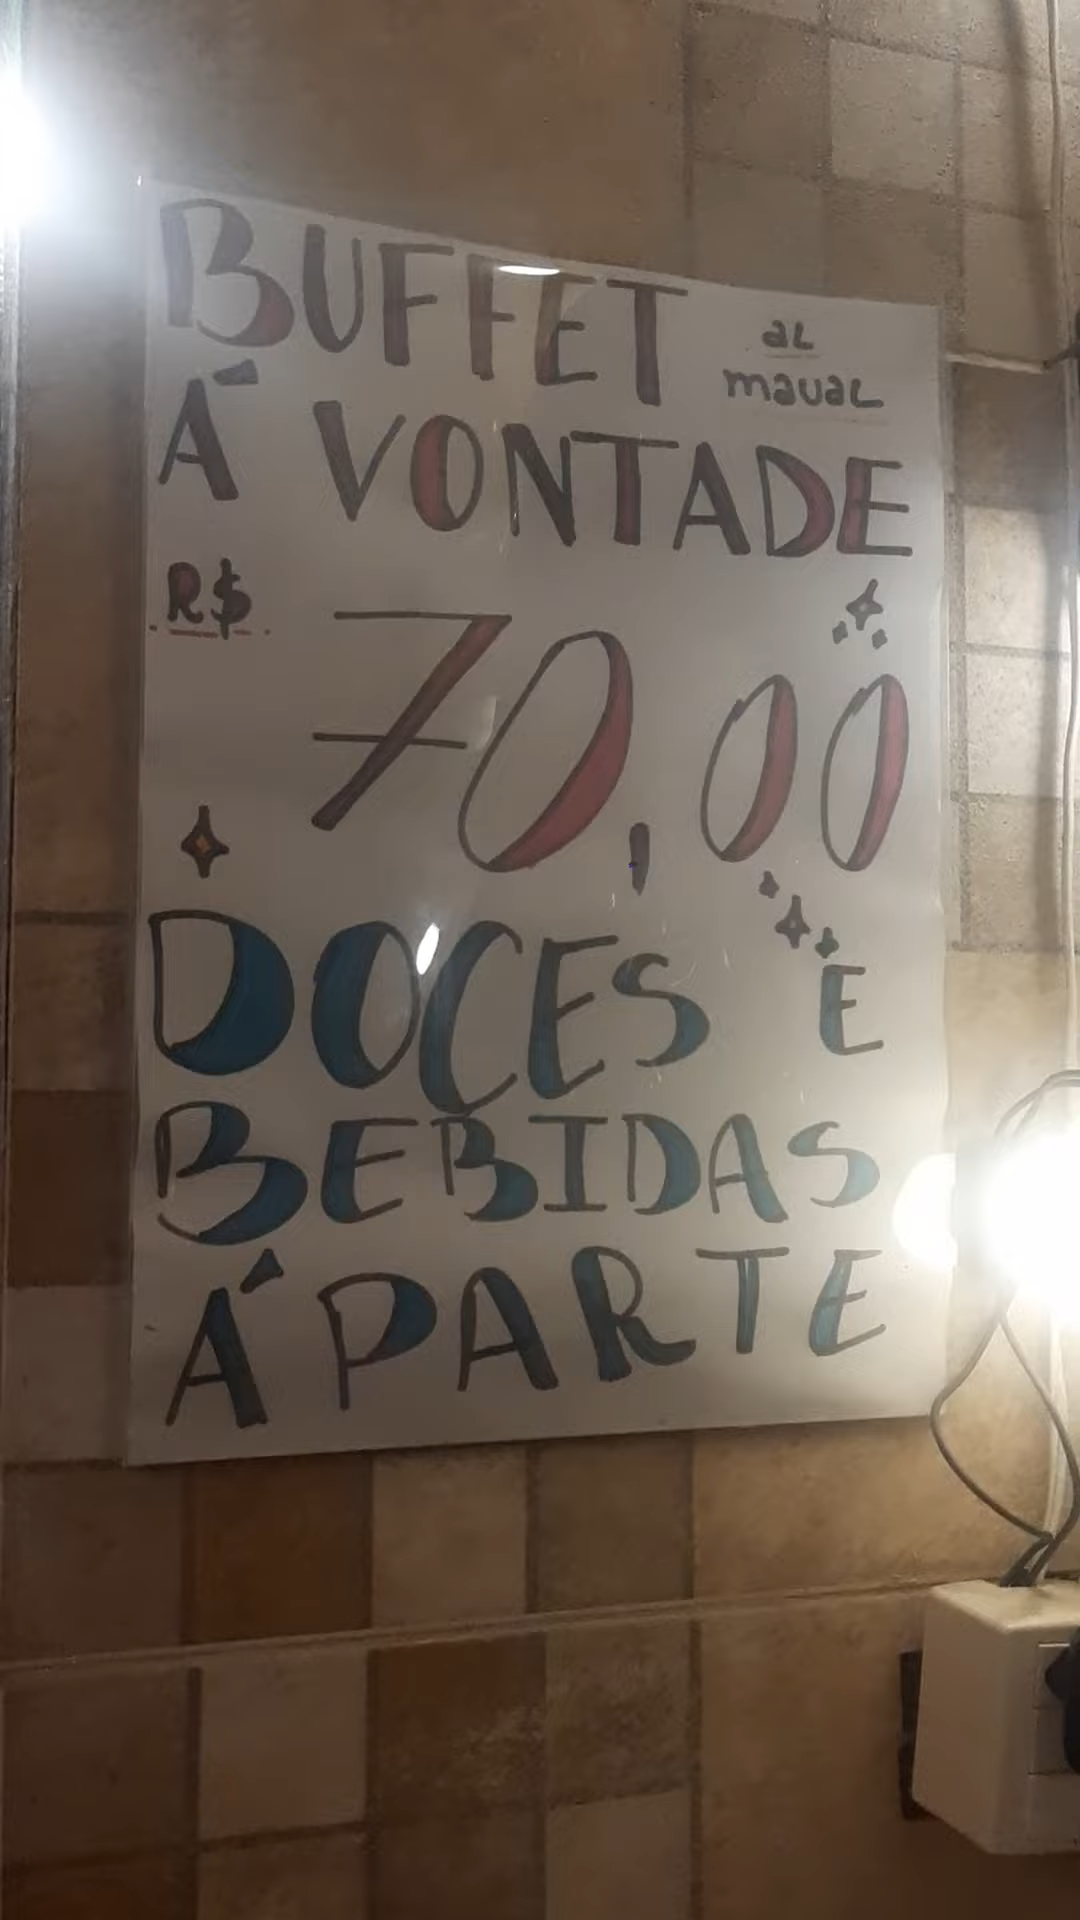 BUFFET
al
maual
Á VONTADE
R$ 70,00
DOCES E
BEBIDAS
Á PARTE